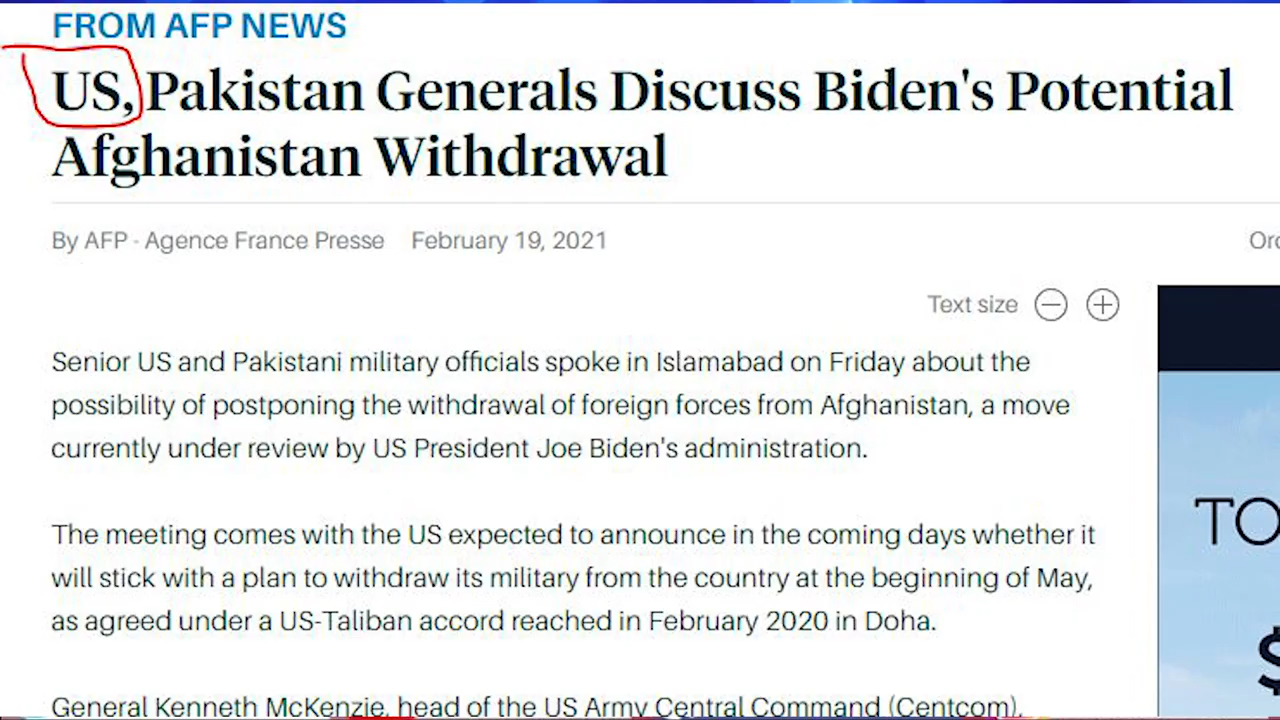 FROM AFP NEWS
US, Pakistan Generals Discuss Biden's Potential
Afghanistan Withdrawal
By AFP - Agence France Presse February 19, 2021
Text size
Senior US and Pakistani military officials spoke in Islamabad on Friday about the
possibility of postponing the withdrawal of foreign forces from Afghanistan, a move
currently under review by US President Joe Biden's administration.
The meeting comes with the US expected to announce in the coming days whether it
will stick with a plan to withdraw its military from the country at the beginning of May,
as agreed under a US-Taliban accord reached in February 2020 in Doha.
General Kenneth McKenzie, head of the US Army Central Command (Centcom),
TO
$